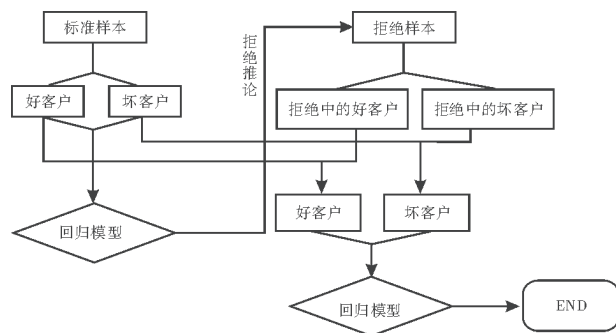 标准样本
拒绝样本
拒绝推论
好客户
坏客户
拒绝中的好客户
拒绝中的坏客户
好客户
坏客户
回归模型
回归模型
END